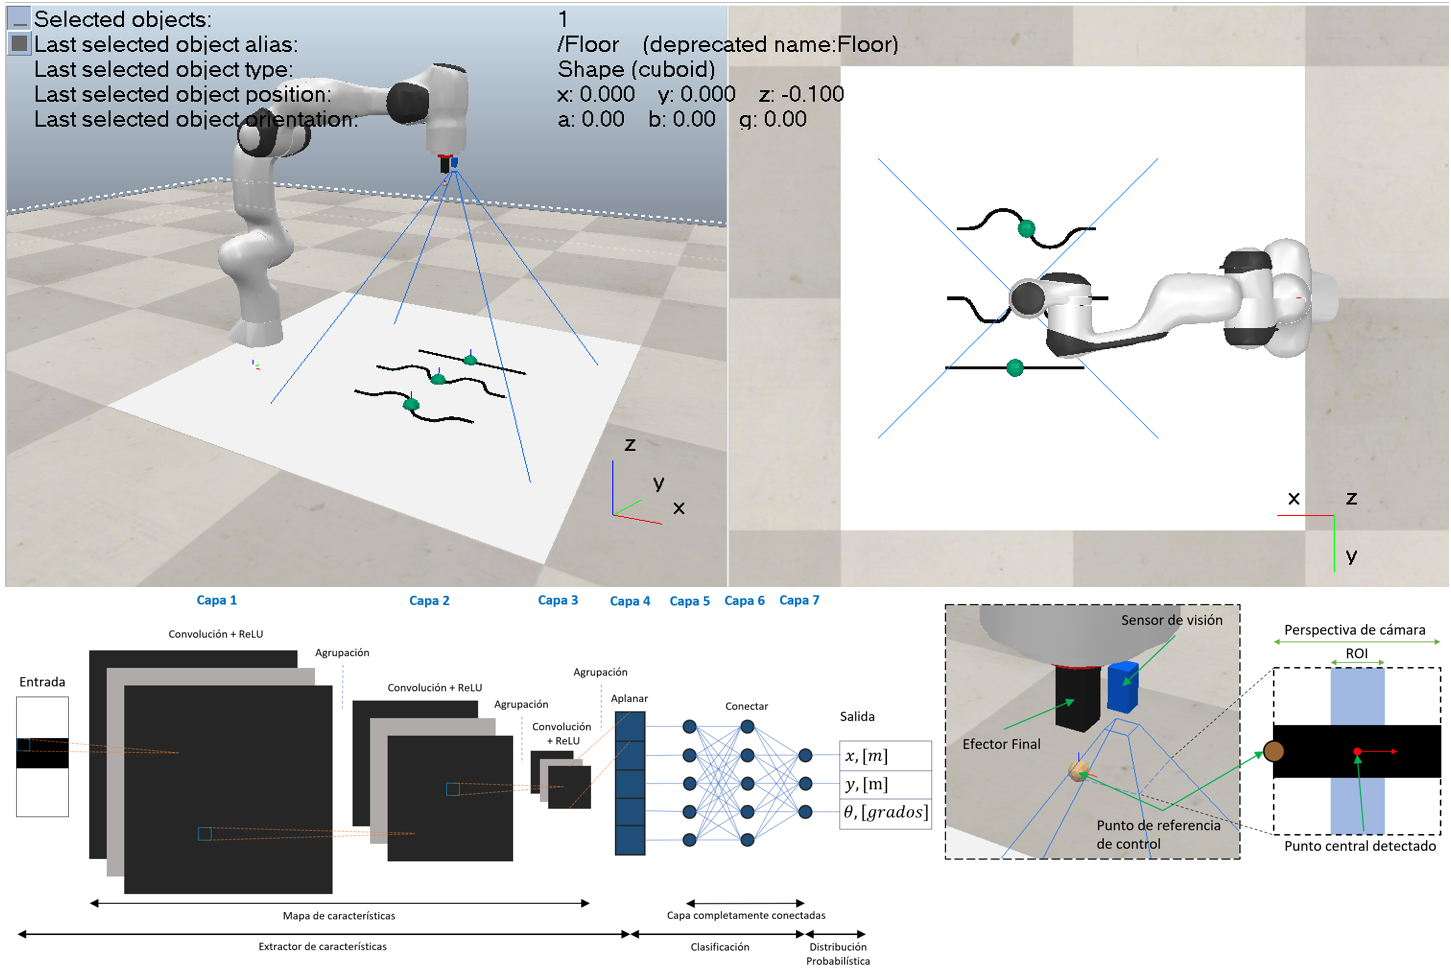 Selected objects: 1
Last selected object alias: /Floor (deprecated name:Floor)
Last selected object type: Shape (cuboid)
Last selected object position: x: 0.000 y: 0.000 z: -0.100
Last selected object orientation: a: 0.00 b: 0.00 g: 0.00
z
y
x
x
z
y
Capa 1
Capa 2
Capa 3
Capa 4
Capa 5
Capa 6
Capa 7
Entrada
Convolución + ReLU
Agrupación
Convolución + ReLU
Agrupación
Convolución
+ ReLU
Agrupación
Aplanar
Conectar
Salida
x, [m]
y, [m]
θ, [grados]
Mapa de características
Capa completamente conectadas
Extractor de características
Clasificación
Distribución
Probabilística
Sensor de visión
Efector Final
Punto de referencia
de control
Perspectiva de cámara
ROI
Punto central detectado